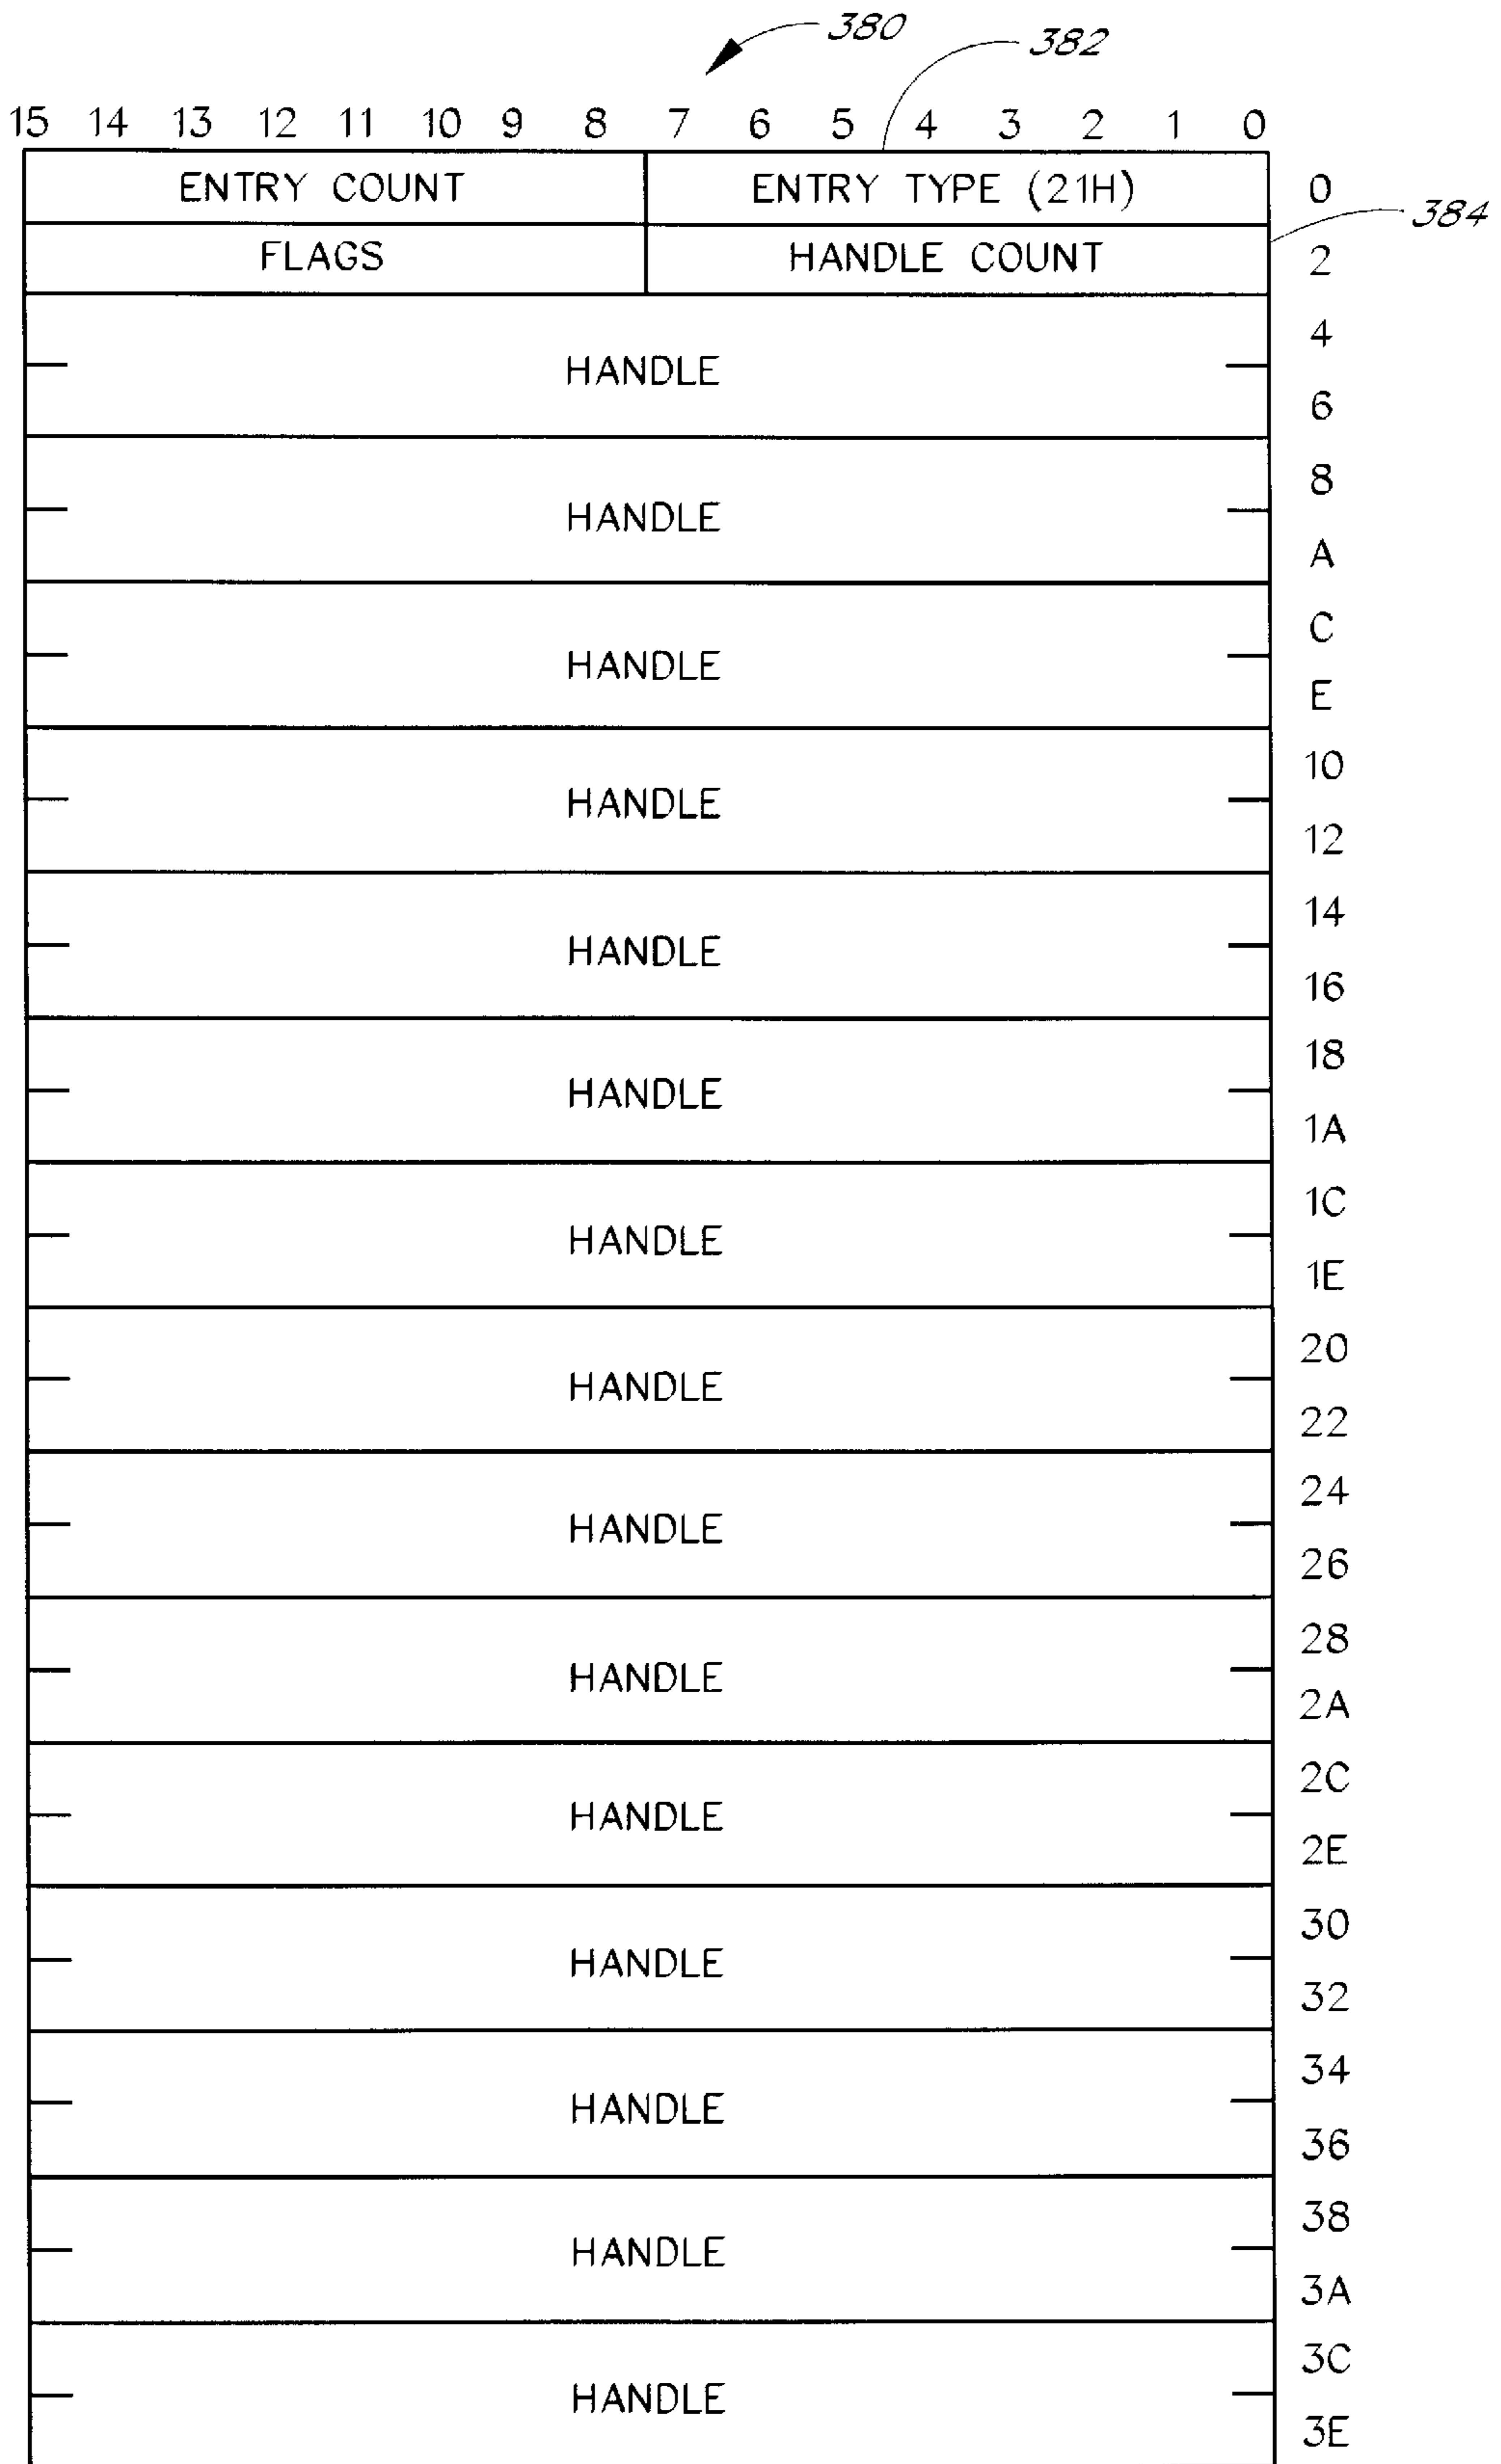 380
382
15 14 13 12 11 10 9 8 7 6 5 4 3 2 1 0
ENTRY COUNT ENTRY TYPE (21H) 0
384
FLAGS HANDLE COUNT 2
4
HANDLE
6
8
HANDLE
A
C
HANDLE
E
10
HANDLE
12
14
HANDLE
16
18
HANDLE
1A
1C
HANDLE
1E
20
HANDLE
22
24
HANDLE
26
28
HANDLE
2A
2C
HANDLE
2E
30
HANDLE
32
34
HANDLE
36
38
HANDLE
3A
3C
HANDLE
3E